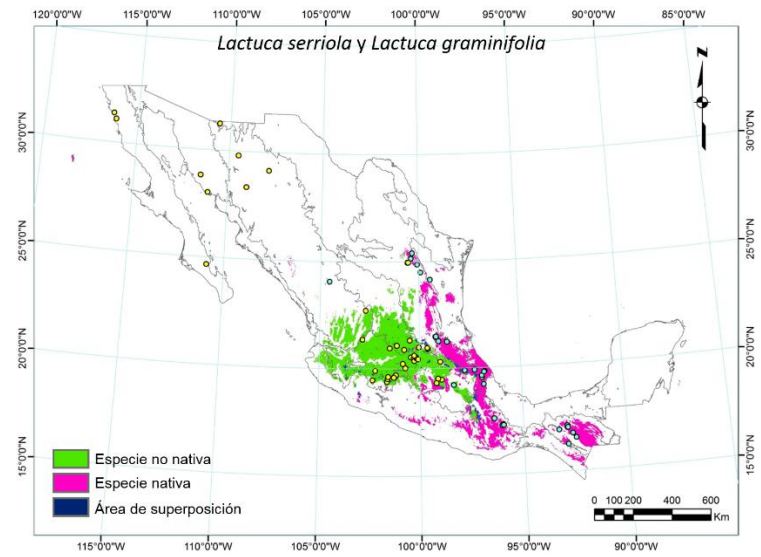 120°0'0"W 115°0'0"W 110°0'0"W 105°0'0"W 100°0'0"W 95°0'0"W 90°0'0"W 85°0'0"W
Lactuca serriola y Lactuca graminifolia
N
30°0'0"N 30°0'0"N
25°0'0"N 25°0'0"N
20°0'0"N 20°0'0"N
15°0'0"N 15°0'0"N
Especie no nativa
Especie nativa
Área de superposición
0 100 200 400 600
Km
115°0'0"W 110°0'0"W 105°0'0"W 100°0'0"W 95°0'0"W 90°0'0"W